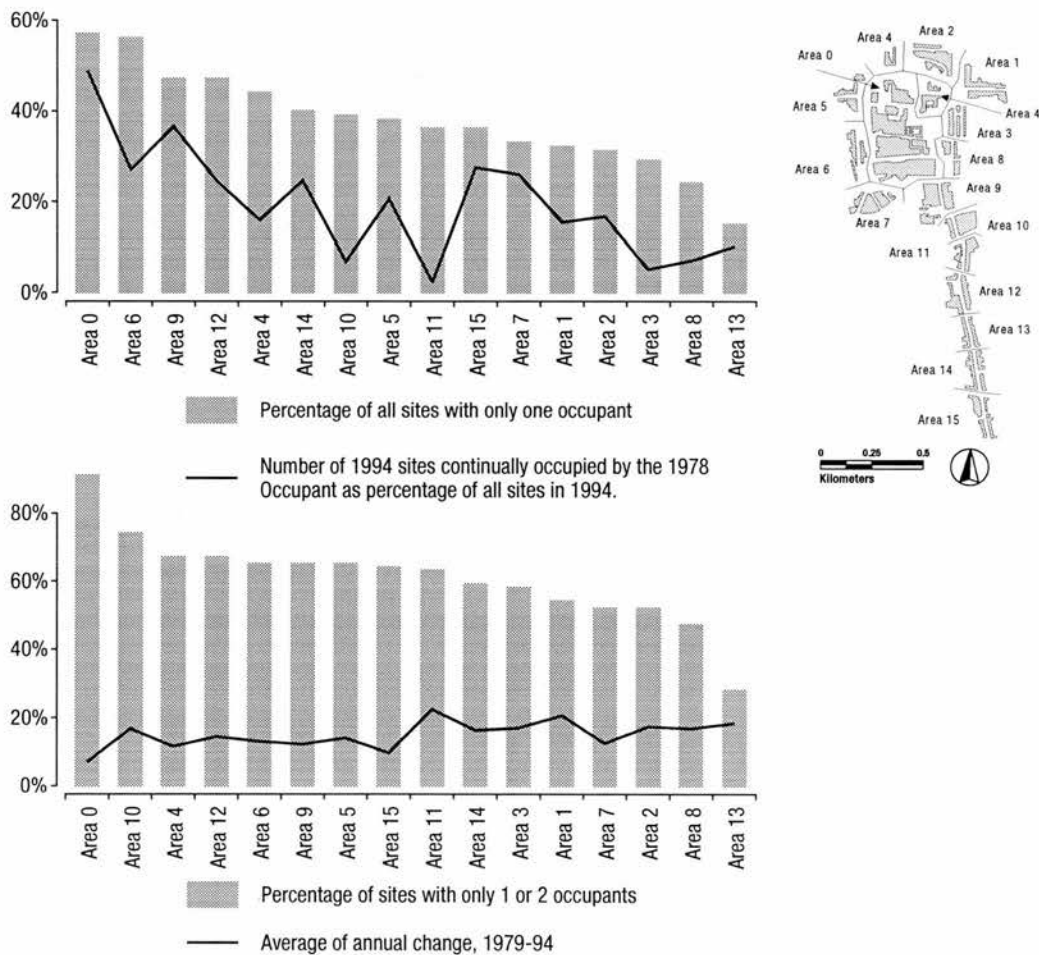 60%
40%
20%
0%
Area 0
Area 6
Area 9
Area 12
Area 4
Area 14
Area 10
Area 5
Area 11
Area 15
Area 7
Area 1
Area 2
Area 3
Area 8
Area 13
Percentage of all sites with only one occupant
Number of 1994 sites continually occupied by the 1978
Occupant as percentage of all sites in 1994.
Area 0
Area 4
Area 2
Area 1
Area 5
Area 4
Area 3
Area 6
Area 8
Area 9
Area 7
Area 10
Area 11
Area 12
Area 13
Area 14
Area 15
0 0.25 0.5
Kilometers
80%
60%
40%
20%
0%
Area 0
Area 10
Area 4
Area 12
Area 6
Area 9
Area 5
Area 15
Area 11
Area 14
Area 3
Area 1
Area 7
Area 2
Area 8
Area 13
Percentage of sites with only 1 or 2 occupants
Average of annual change, 1979-94